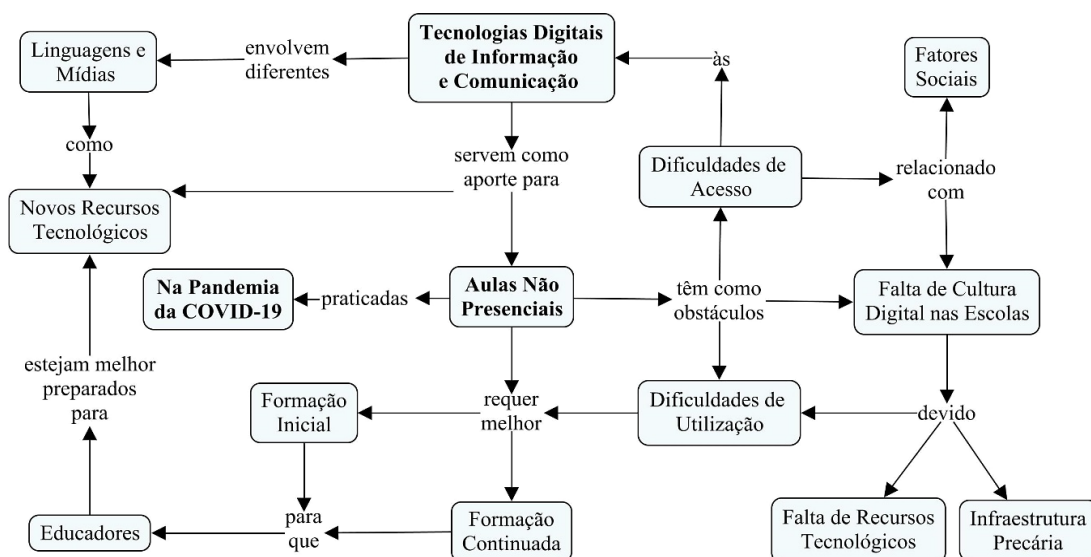 Tecnologias Digitais
de Informação
e Comunicação
Linguagens e
Mídias
envolvem
diferentes
às
Fatores
Sociais
como
servem como
aporte para
Dificuldades de
Acesso
relacionado
com
Novos Recursos
Tecnológicos
Na Pandemia
da COVID-19
praticadas
Aulas Não
Presenciais
têm como
obstáculos
Falta de Cultura
Digital nas Escolas
estejam melhor
preparados
para
Formação
Inicial
requer
melhor
Dificuldades de
Utilização
devido
Educadores
para
que
Formação
Continuada
Falta de Recursos
Tecnológicos
Infraestrutura
Precária